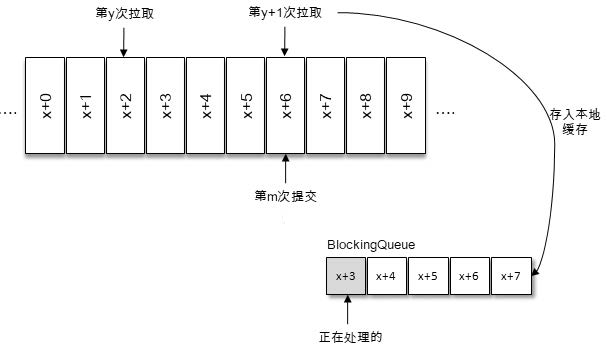 第y次拉取
第y+1次拉取
....
x+0
x+1
x+2
x+3
x+4
x+5
x+6
x+7
x+8
x+9
....
存入本地
缓存
第m次提交
BlockingQueue
x+3
x+4
x+5
x+6
x+7
正在处理的